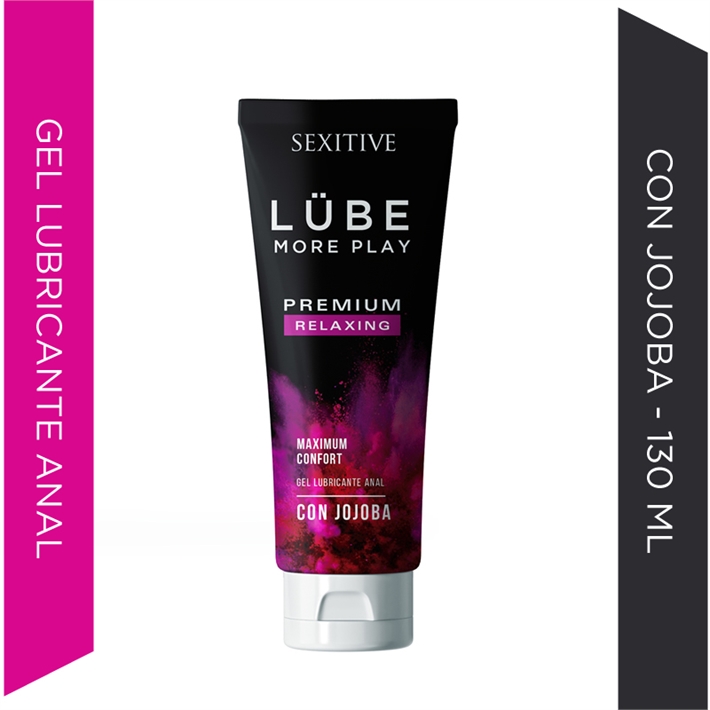 GEL LUBRICANTE ANAL
SEXITIVE
LÜBE
MORE PLAY
PREMIUM
RELAXING
MAXIMUM
CONFORT
GEL LUBRICANTE ANAL
CON JOJOBA
CON JOJOBA - 130 ML